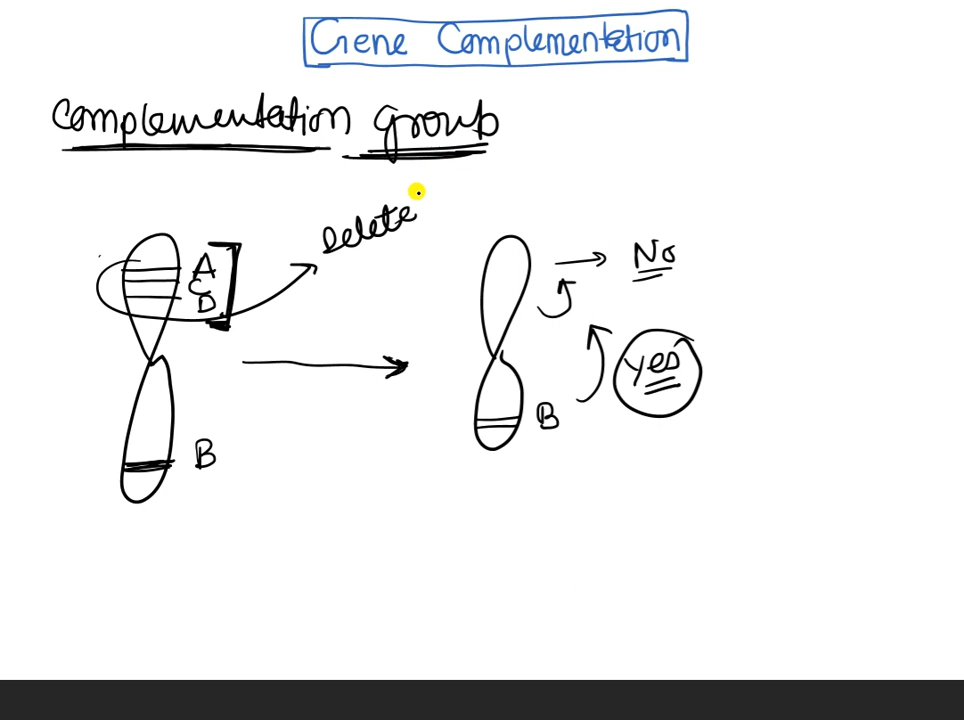 Gene Complementation
Complementation group
Delete
A
C
D
B
No
Yes
B